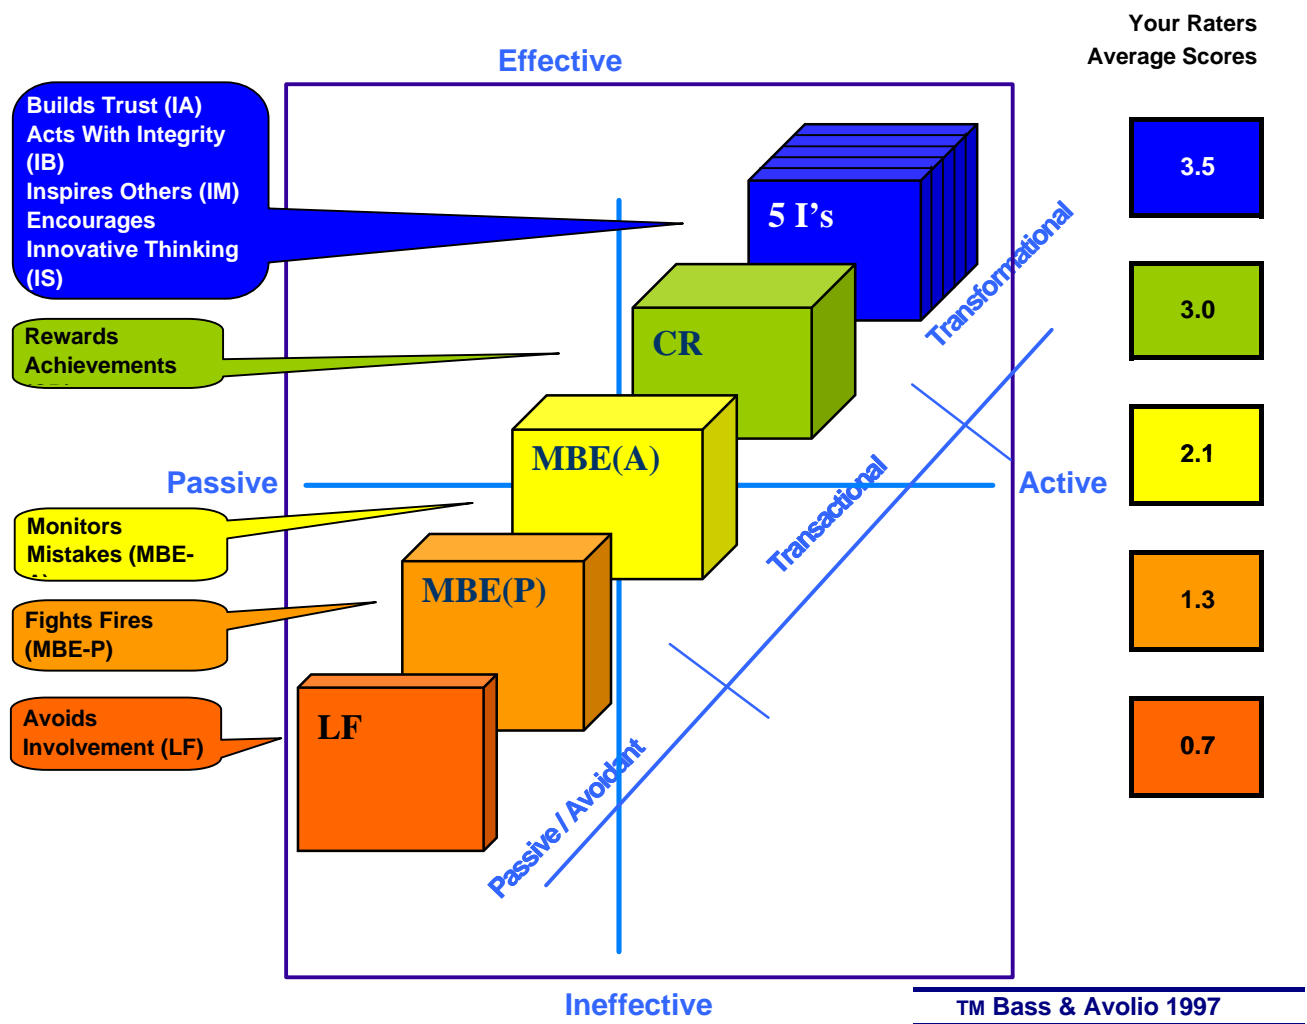 Your Raters
Average Scores
Effective
Builds Trust (IA)
Acts With Integrity
(IB)
Inspires Others (IM)
Encourages
Innovative Thinking
(IS)
5 I's
3.5
Transformational
Rewards
Achievements
CR
3.0
MBE(A)
2.1
Passive
Active
Transactional
Monitors
Mistakes (MBE-
MBE(P)
1.3
Fights Fires
(MBE-P)
Avoids
Involvement (LF)
LF
0.7
Passive / Avoidant
Ineffective
TM Bass & Avolio 1997